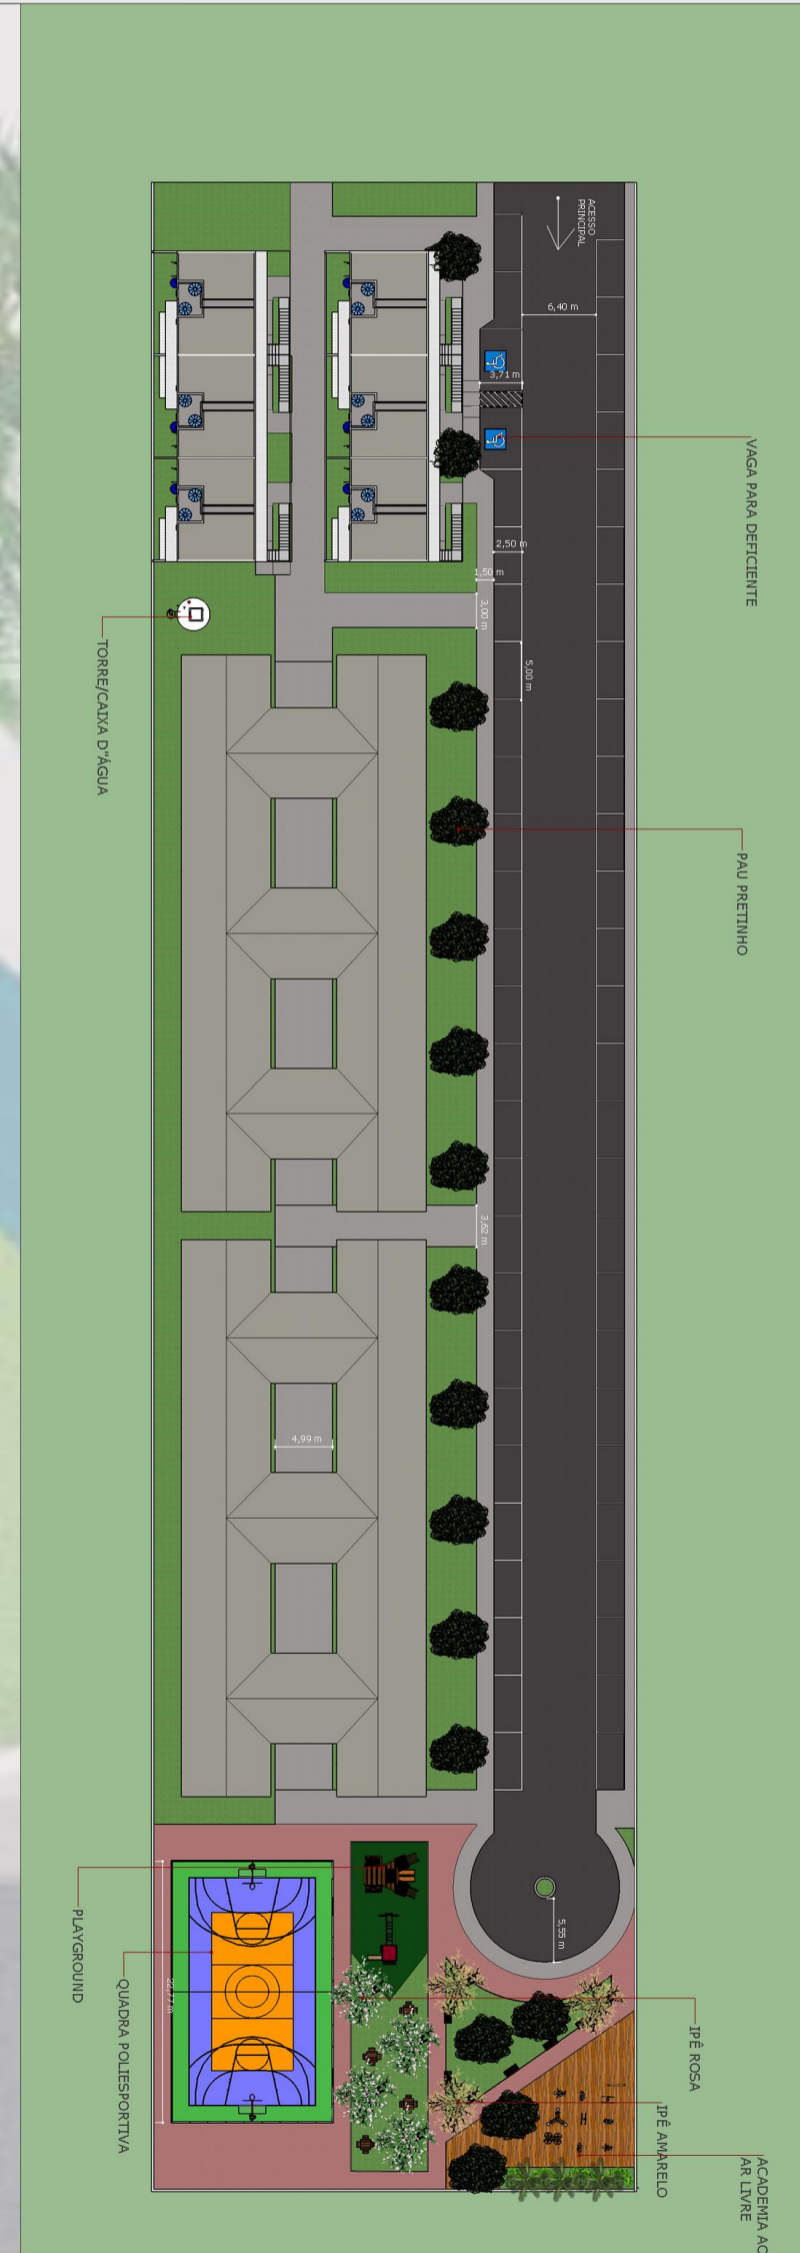 ACESSO
PRINCIPAL
6,40 m
3,71 m
VAGA PARA DEFICIENTE
2,50 m
1,50 m
3,00 m
5,00 m
TORRE/CAIXA D"ÁGUA
PAU PRETINHO
3,62 m
4,99 m
5,55 m
22,77 m
PLAYGROUND
QUADRA POLIESPORTIVA
IPÊ ROSA
IPÊ AMARELO
ACADEMIA AO
AR LIVRE